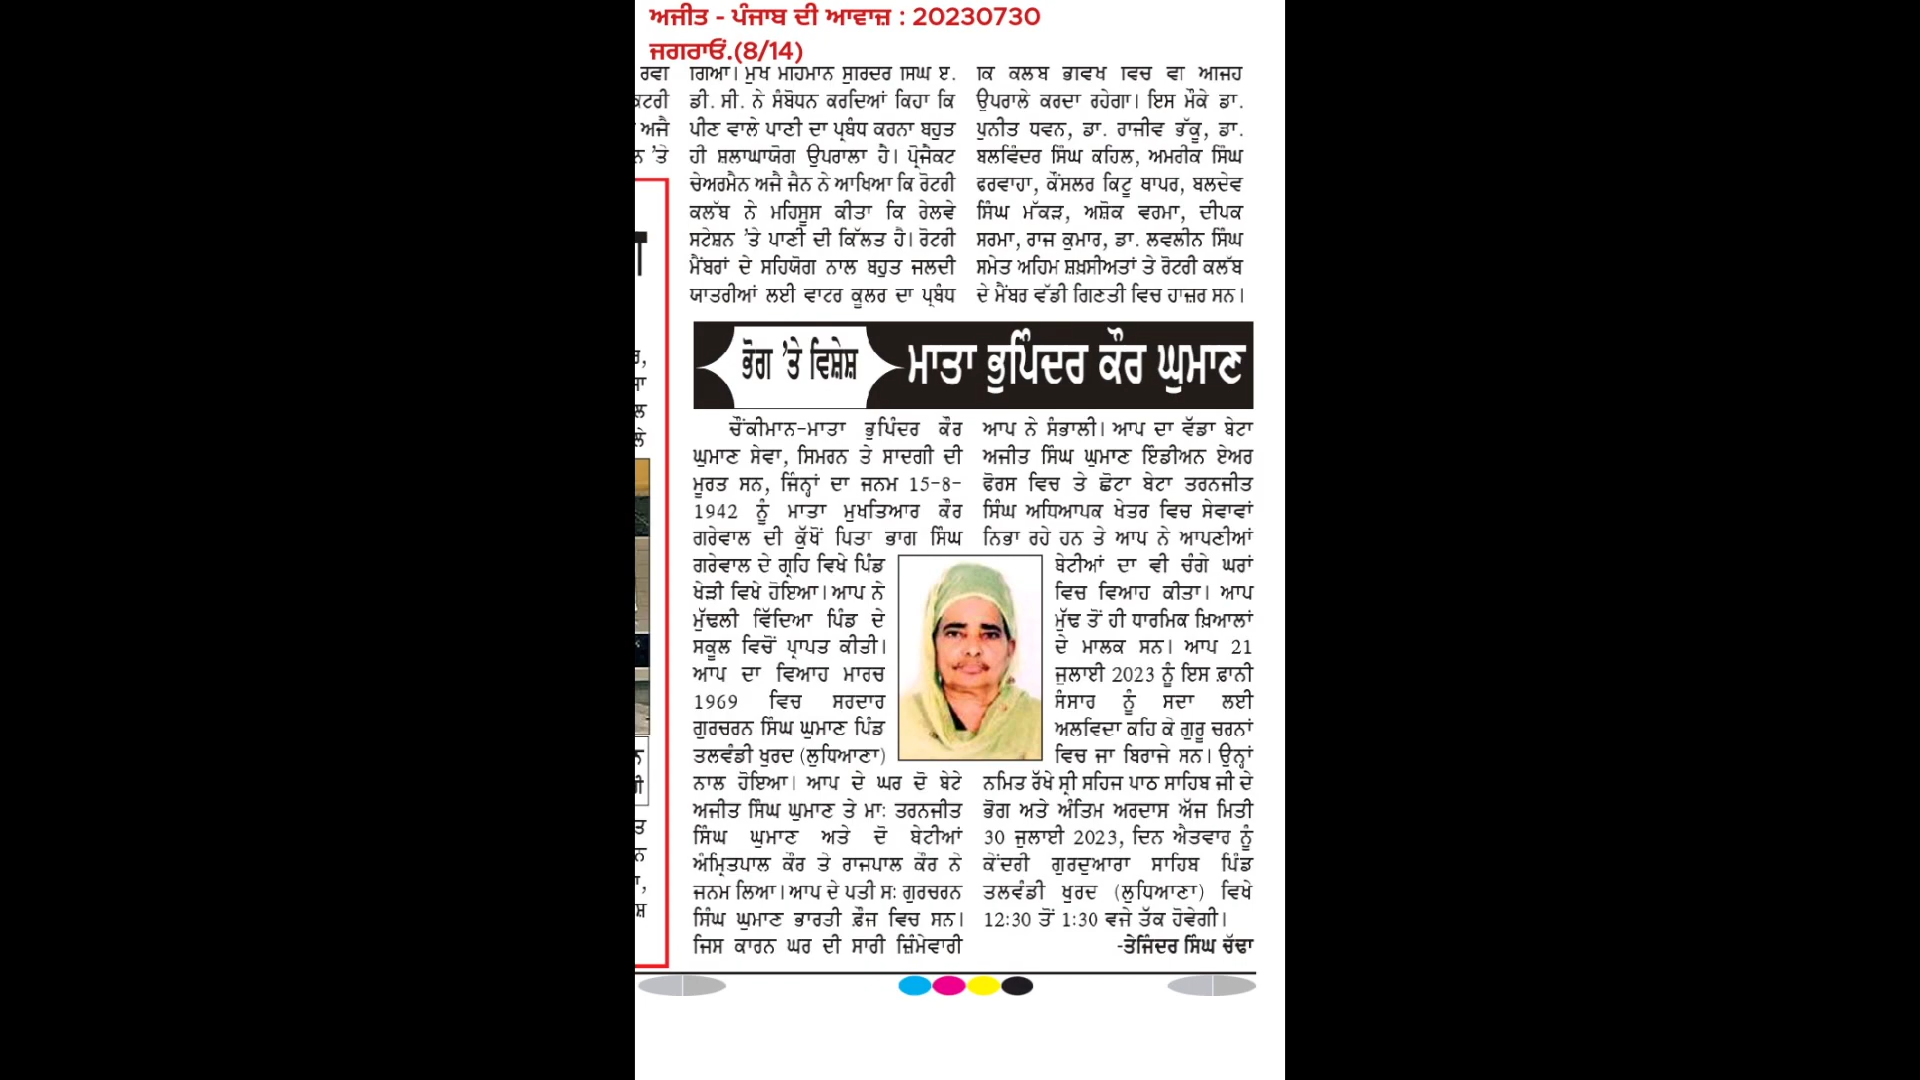 ਅਜੀਤ - ਪੰਜਾਬ ਦੀ ਆਵਾਜ਼ : 20230730
ਜਗਰਾਓਂ.(8/14)
ਰਵੀ
ਕਟਰੀ
ਅਜੈ
ਨ ’ਤੇ
ਗਿਆ। ਮੁੱਖ ਮਹਿਮਾਨ ਸੁਰਿੰਦਰ ਸਿੰਘ ਏ.
ਡੀ. ਸੀ. ਨੇ ਸੰਬੋਧਨ ਕਰਦਿਆਂ ਕਿਹਾ ਕਿ
ਪੀਣ ਵਾਲੇ ਪਾਣੀ ਦਾ ਪ੍ਰਬੰਧ ਕਰਨਾ ਬਹੁਤ
ਹੀ ਸ਼ਲਾਘਾਯੋਗ ਉਪਰਾਲਾ ਹੈ। ਪ੍ਰੋਜੈਕਟ
ਚੇਅਰਮੈਨ ਅਜੈ ਜੈਨ ਨੇ ਆਖਿਆ ਕਿ ਰੋਟਰੀ
ਕਲੱਬ ਨੇ ਮਹਿਸੂਸ ਕੀਤਾ ਕਿ ਰੇਲਵੇ
ਸਟੇਸ਼ਨ ’ਤੇ ਪਾਣੀ ਦੀ ਕਿੱਲਤ ਹੈ। ਰੋਟਰੀ
ਮੈਂਬਰਾਂ ਦੇ ਸਹਿਯੋਗ ਨਾਲ ਬਹੁਤ ਜਲਦੀ
ਯਾਤਰੀਆਂ ਲਈ ਵਾਟਰ ਕੂਲਰ ਦਾ ਪ੍ਰਬੰਧ
ਕਿ ਕਲੱਬ ਭਵਿੱਖ ਵਿਚ ਵੀ ਅਜਿਹੇ
ਉਪਰਾਲੇ ਕਰਦਾ ਰਹੇਗਾ। ਇਸ ਮੌਕੇ ਡਾ.
ਪੁਨੀਤ ਧਵਨ, ਡਾ. ਰਾਜੀਵ ਭੱਕੂ, ਡਾ.
ਬਲਵਿੰਦਰ ਸਿੰਘ ਕਹਿਲ, ਅਮਰੀਕ ਸਿੰਘ
ਫਰਵਾਹਾ, ਕੌਂਸਲਰ ਕਿਟੂ ਥਾਪਰ, ਬਲਦੇਵ
ਸਿੰਘ ਮੱਕੜ, ਅਸ਼ੋਕ ਵਰਮਾ, ਦੀਪਕ
ਸ਼ਰਮਾ, ਰਾਜ ਕੁਮਾਰ, ਡਾ. ਲਵਲੀਨ ਸਿੰਘ
ਸਮੇਤ ਅਹਿਮ ਸ਼ਖ਼ਸੀਅਤਾਂ ਤੇ ਰੋਟਰੀ ਕਲੱਬ
ਦੇ ਮੈਂਬਰ ਵੱਡੀ ਗਿਣਤੀ ਵਿਚ ਹਾਜ਼ਰ ਸਨ।
ਭੋਗ ’ਤੇ ਵਿਸ਼ੇਸ਼
ਮਾਤਾ ਭੁਪਿੰਦਰ ਕੌਰ ਘੁਮਾਣ
ਚੌਂਕੀਮਾਨ-ਮਾਤਾ ਭੁਪਿੰਦਰ ਕੌਰ
ਘੁਮਾਣ ਸੇਵਾ, ਸਿਮਰਨ ਤੇ ਸਾਦਗੀ ਦੀ
ਮੂਰਤ ਸਨ, ਜਿੰਨ੍ਹਾਂ ਦਾ ਜਨਮ 15-8-
1942 ਨੂੰ ਮਾਤਾ ਮੁਖਤਿਆਰ ਕੌਰ
ਗਰੇਵਾਲ ਦੀ ਕੁੱਖੋਂ ਪਿਤਾ ਭਾਗ ਸਿੰਘ
ਗਰੇਵਾਲ ਦੇ ਗ੍ਰਹਿ ਵਿਖੇ ਪਿੰਡ
ਖੇੜੀ ਵਿਖੇ ਹੋਇਆ। ਆਪ ਨੇ
ਮੁੱਢਲੀ ਵਿੱਦਿਆ ਪਿੰਡ ਦੇ
ਸਕੂਲ ਵਿਚੋਂ ਪ੍ਰਾਪਤ ਕੀਤੀ।
ਆਪ ਦਾ ਵਿਆਹ ਮਾਰਚ
1969 ਵਿਚ ਸਰਦਾਰ
ਗੁਰਚਰਨ ਸਿੰਘ ਘੁਮਾਣ ਪਿੰਡ
ਤਲਵੰਡੀ ਖੁਰਦ (ਲੁਧਿਆਣਾ)
ਨਾਲ ਹੋਇਆ। ਆਪ ਦੇ ਘਰ ਦੋ ਬੇਟੇ
ਅਜੀਤ ਸਿੰਘ ਘੁਮਾਣ ਤੇ ਮਾ: ਤਰਨਜੀਤ
ਸਿੰਘ ਘੁਮਾਣ ਅਤੇ ਦੋ ਬੇਟੀਆਂ
ਅੰਮ੍ਰਿਤਪਾਲ ਕੌਰ ਤੇ ਰਾਜਪਾਲ ਕੌਰ ਨੇ
ਜਨਮ ਲਿਆ। ਆਪ ਦੇ ਪਤੀ ਸ: ਗੁਰਚਰਨ
ਸਿੰਘ ਘੁਮਾਣ ਭਾਰਤੀ ਫ਼ੌਜ ਵਿਚ ਸਨ।
ਜਿਸ ਕਾਰਨ ਘਰ ਦੀ ਸਾਰੀ ਜ਼ਿੰਮੇਵਾਰੀ
ਆਪ ਨੇ ਸੰਭਾਲੀ। ਆਪ ਦਾ ਵੱਡਾ ਬੇਟਾ
ਅਜੀਤ ਸਿੰਘ ਘੁਮਾਣ ਇੰਡੀਅਨ ਏਅਰ
ਫੋਰਸ ਵਿਚ ਤੇ ਛੋਟਾ ਬੇਟਾ ਤਰਨਜੀਤ
ਸਿੰਘ ਅਧਿਆਪਕ ਖੇਤਰ ਵਿਚ ਸੇਵਾਵਾਂ
ਨਿਭਾ ਰਹੇ ਹਨ ਤੇ ਆਪ ਨੇ ਆਪਣੀਆਂ
ਬੇਟੀਆਂ ਦਾ ਵੀ ਚੰਗੇ ਘਰਾਂ
ਵਿਚ ਵਿਆਹ ਕੀਤਾ। ਆਪ
ਮੁੱਢ ਤੋਂ ਹੀ ਧਾਰਮਿਕ ਖ਼ਿਆਲਾਂ
ਦੇ ਮਾਲਕ ਸਨ। ਆਪ 21
ਜੁਲਾਈ 2023 ਨੂੰ ਇਸ ਫ਼ਾਨੀ
ਸੰਸਾਰ ਨੂੰ ਸਦਾ ਲਈ
ਅਲਵਿਦਾ ਕਹਿ ਕੇ ਗੁਰੂ ਚਰਨਾਂ
ਵਿਚ ਜਾ ਬਿਰਾਜੇ ਸਨ। ਉਨ੍ਹਾਂ
ਨਮਿਤ ਰੱਖੇ ਸ੍ਰੀ ਸਹਿਜ ਪਾਠ ਸਾਹਿਬ ਜੀ ਦੇ
ਭੋਗ ਅਤੇ ਅੰਤਿਮ ਅਰਦਾਸ ਅੱਜ ਮਿਤੀ
30 ਜੁਲਾਈ 2023, ਦਿਨ ਐਤਵਾਰ ਨੂੰ
ਕੇਂਦਰੀ ਗੁਰਦੁਆਰਾ ਸਾਹਿਬ ਪਿੰਡ
ਤਲਵੰਡੀ ਖੁਰਦ (ਲੁਧਿਆਣਾ) ਵਿਖੇ
12:30 ਤੋਂ 1:30 ਵਜੇ ਤੱਕ ਹੋਵੇਗੀ।
-ਤੇਜਿੰਦਰ ਸਿੰਘ ਚੱਢਾ